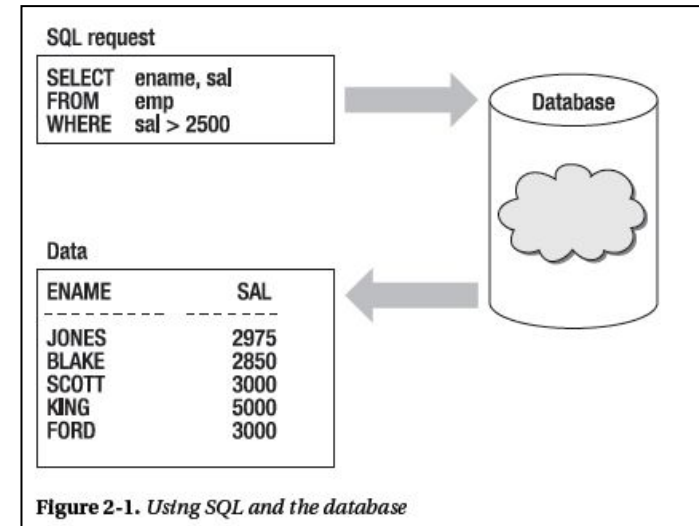 SQL request
SELECT ename, sal
FROM emp
WHERE sal > 2500
Database
Data
ENAME SAL
---------- -------
JONES 2975
BLAKE 2850
SCOTT 3000
KING 5000
FORD 3000
Figure 2-1. Using SQL and the database